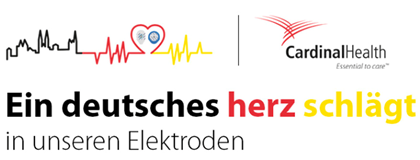 CardinalHealth
Essential to care™
Ein deutsches herz schlägt
in unseren Elektroden